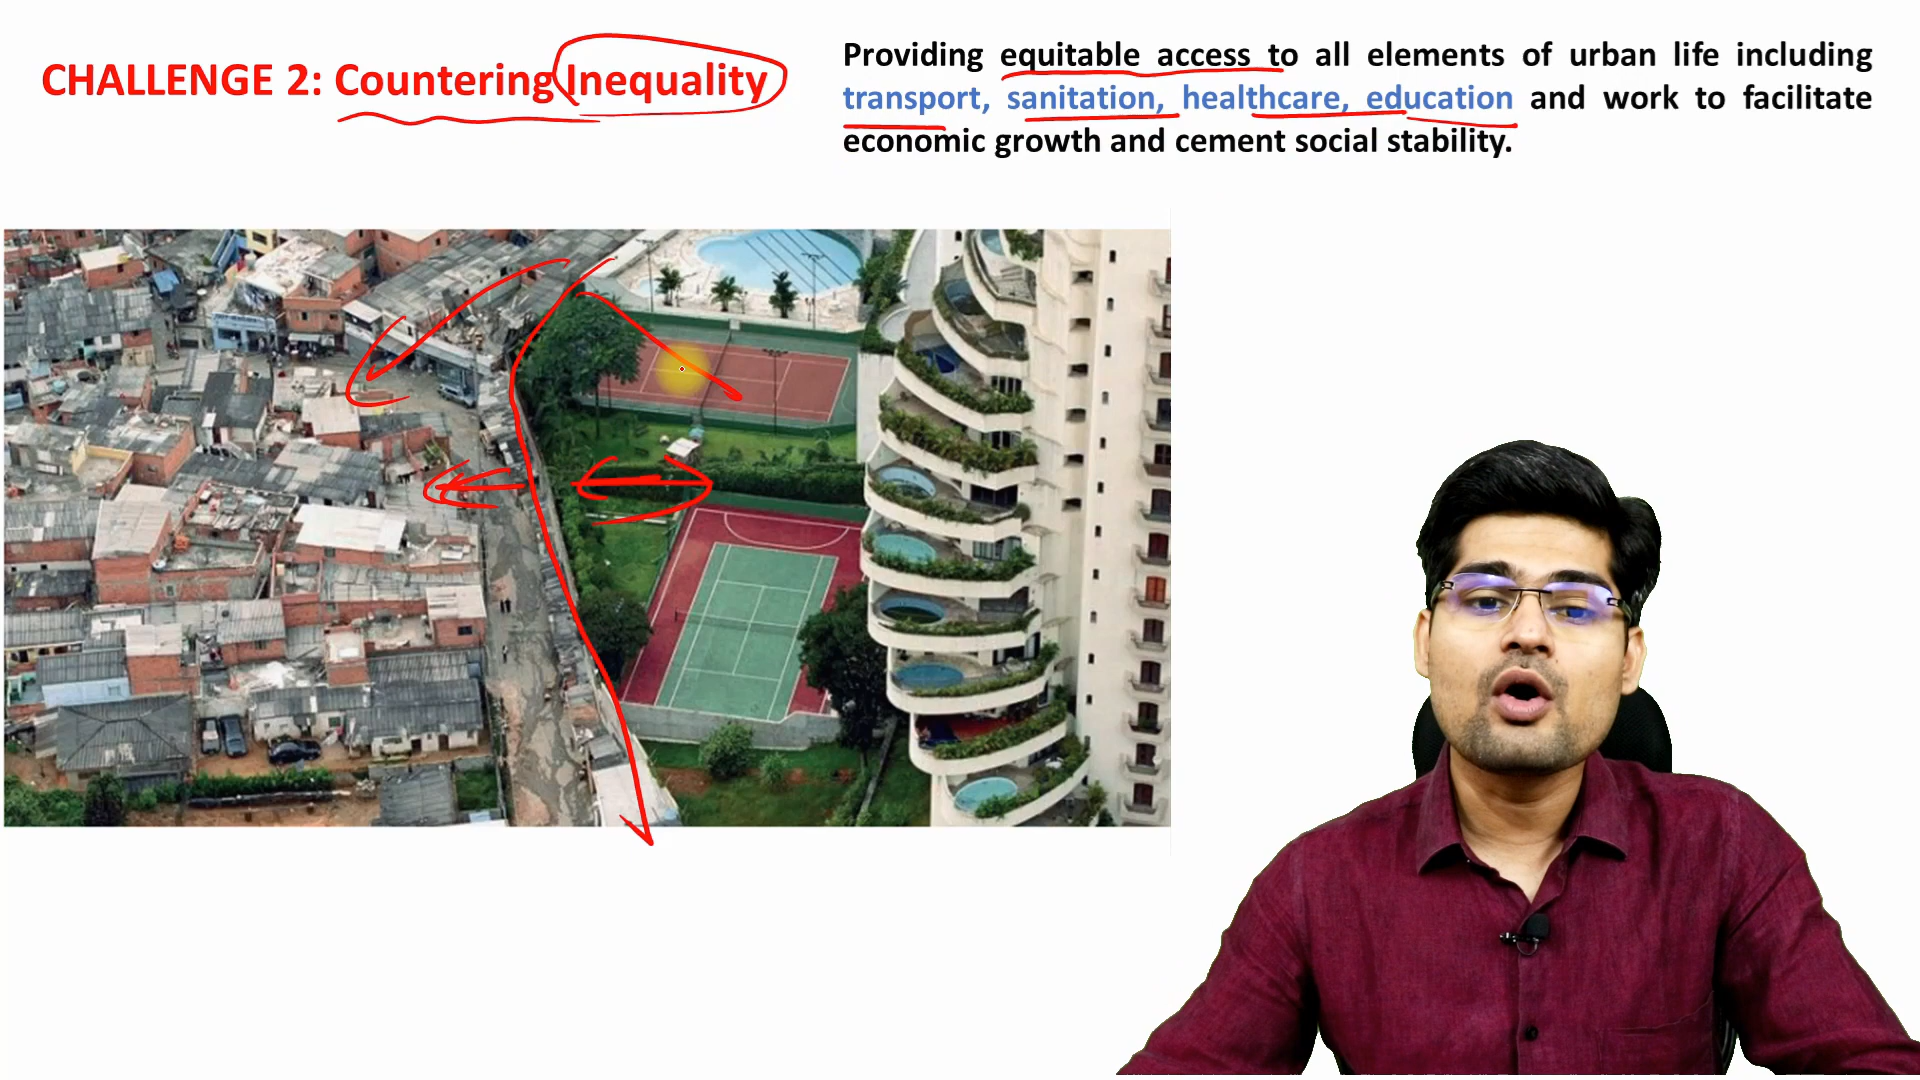 CHALLENGE 2: Countering Inequality
Providing equitable access to all elements of urban life including
transport, sanitation, healthcare, education and work to facilitate
economic growth and cement social stability.